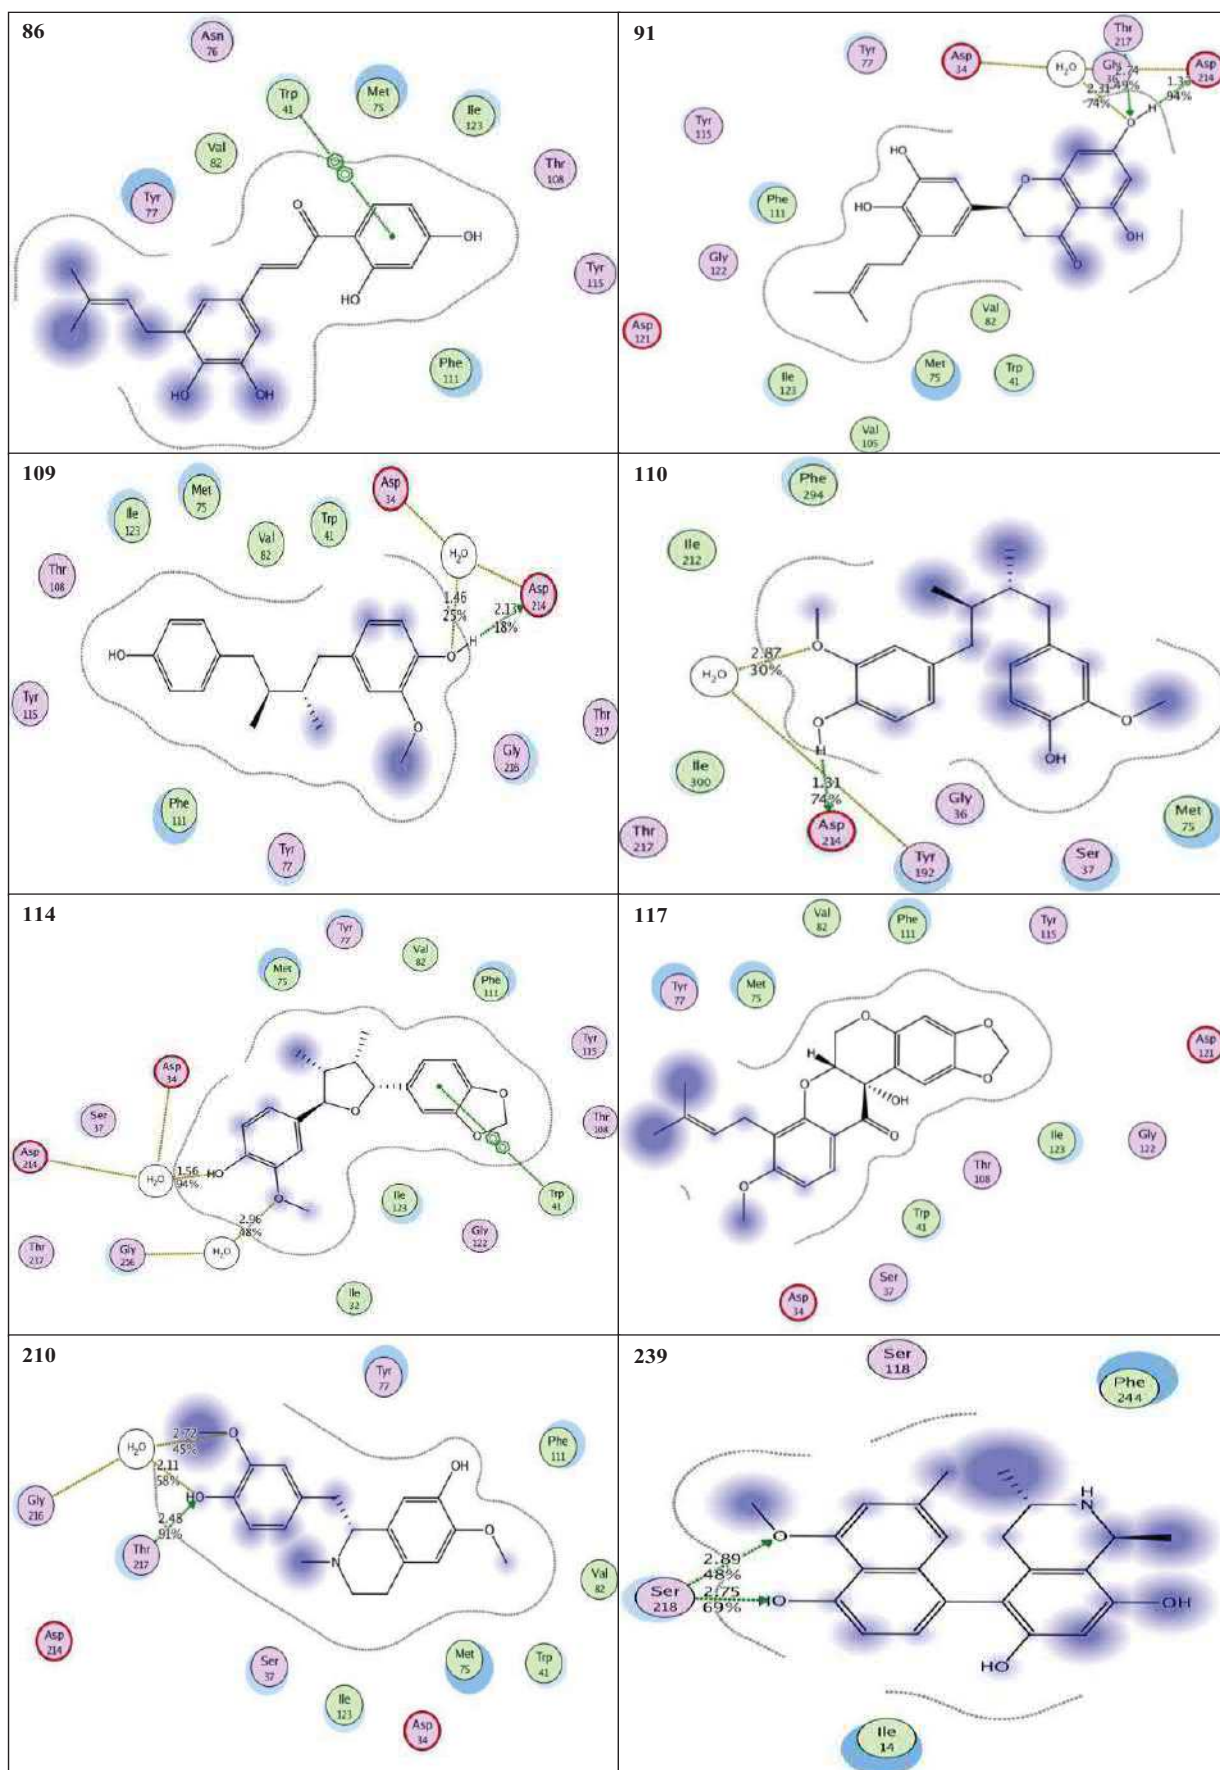 86
Asn
76
Trp
41
Met
75
Ile
123
Val
82
Thr
108
Tyr
77
O
OH
HO
Tyr
115
Phe
111
HO
OH
91
Thr
217
Tyr
77
Asp
34
H₂O
Gly
36
2.74
49%
Asp
214
2.31
74%
94%
O
H
Tyr
115
HO
HO
O
Phe
111
OH
O
Gly
122
Asp
121
Val
82
Ile
123
Met
75
Trp
41
Val
105
109
Asp
34
Met
75
Ile
123
Val
82
Trp
41
H₂O
Thr
108
Asp
214
1.46
25%
2.13
18%
HO
O
H
O
Tyr
115
Thr
217
Gly
216
Phe
111
Tyr
77
110
Phe
294
Ile
212
O
2.87
30%
H₂O
O
H
O
OH
Ile
300
1.31
74%
Gly
36
Met
75
Thr
217
Asp
214
Tyr
192
Ser
37
114
Tyr
77
Val
82
Met
75
Phe
111
Tyr
115
Asp
34
O
O
O
Ser
37
Thr
108
Asp
214
H₂O
1.56
94%
HO
O
Ile
123
Trp
41
2.96
48%
Gly
122
Thr
217
Gly
216
H₂O
Ile
32
117
Val
82
Phe
111
Tyr
115
Tyr
77
Met
75
O
O
O
H
O
OH
O
O
Asp
121
Ile
123
Gly
122
Thr
108
Trp
41
Ser
37
Asp
34
210
Tyr
77
2.72
45%
O
H₂O
2.11
58%
Phe
111
OH
HO
O
Gly
216
2.48
91%
Thr
217
N
Val
82
Asp
214
Ser
37
Met
75
Trp
41
Ile
123
Asp
34
239
Ser
118
Phe
244
H
N
O
2.89
48%
Ser
218
2.75
69%
HO
OH
HO
Ile
14